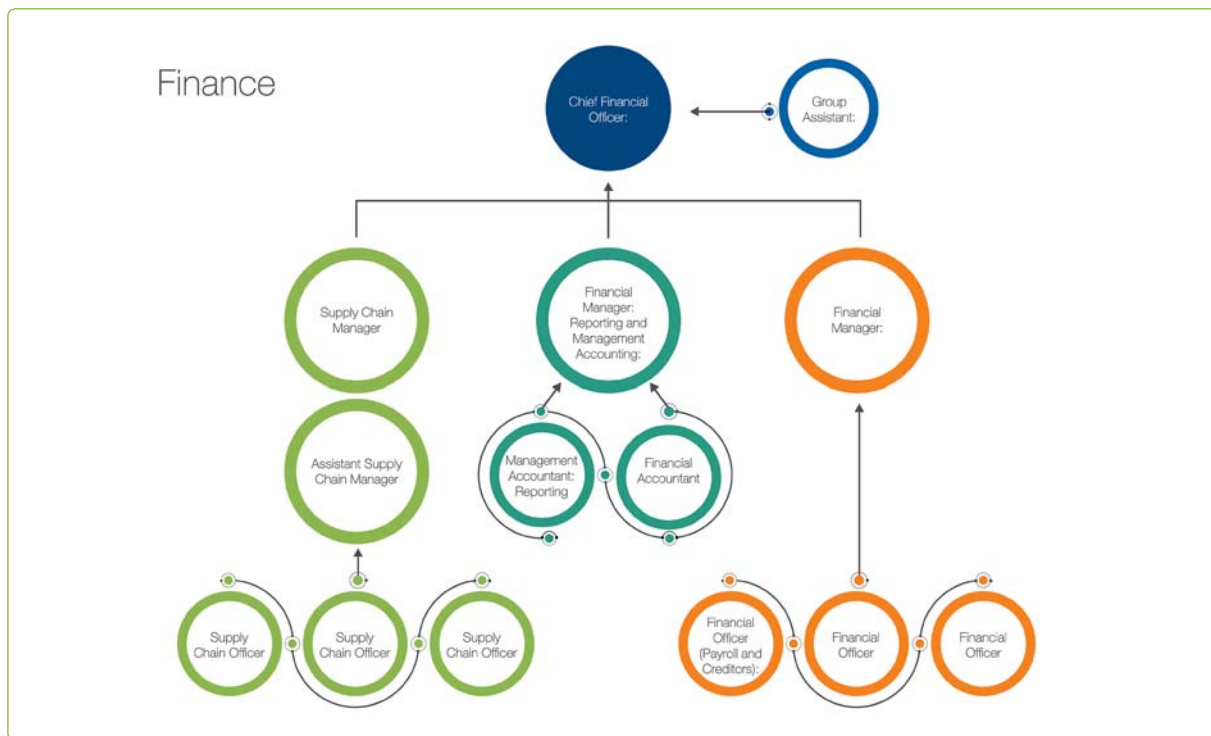 Finance
Chief Financial
Officer:
Group
Assistant:
Supply Chain
Manager
Financial
Manager:
Reporting and
Management
Accounting:
Financial
Manager:
Assistant Supply
Chain Manager
Management
Accountant:
Reporting
Financial
Accountant
Supply
Chain Officer
Supply
Chain Officer
Supply
Chain Officer
Financial
Officer
(Payroll and
Creditors):
Financial
Officer
Financial
Officer